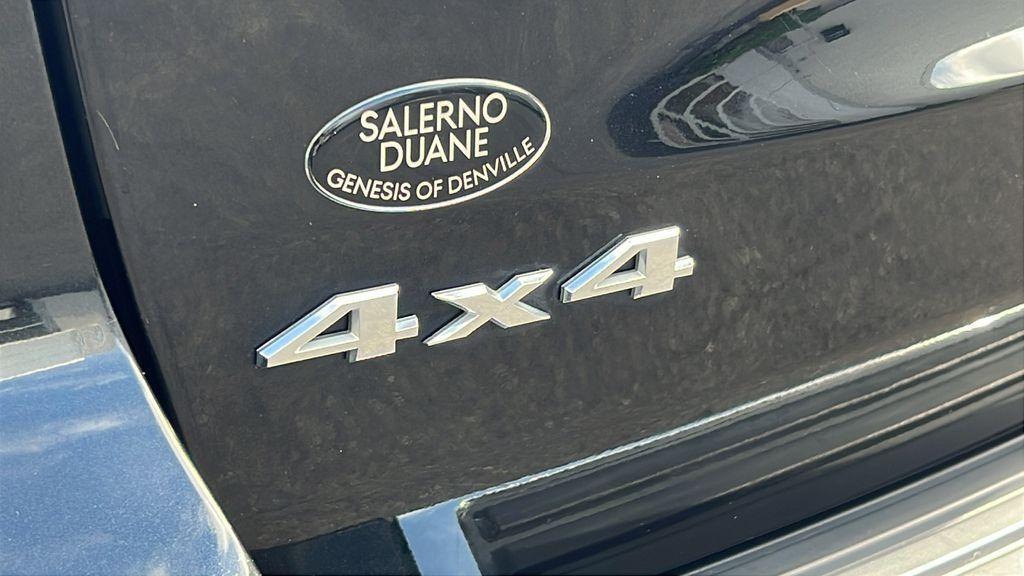 SALERNO
DUANE
GENESIS OF DENVILLE
4x4